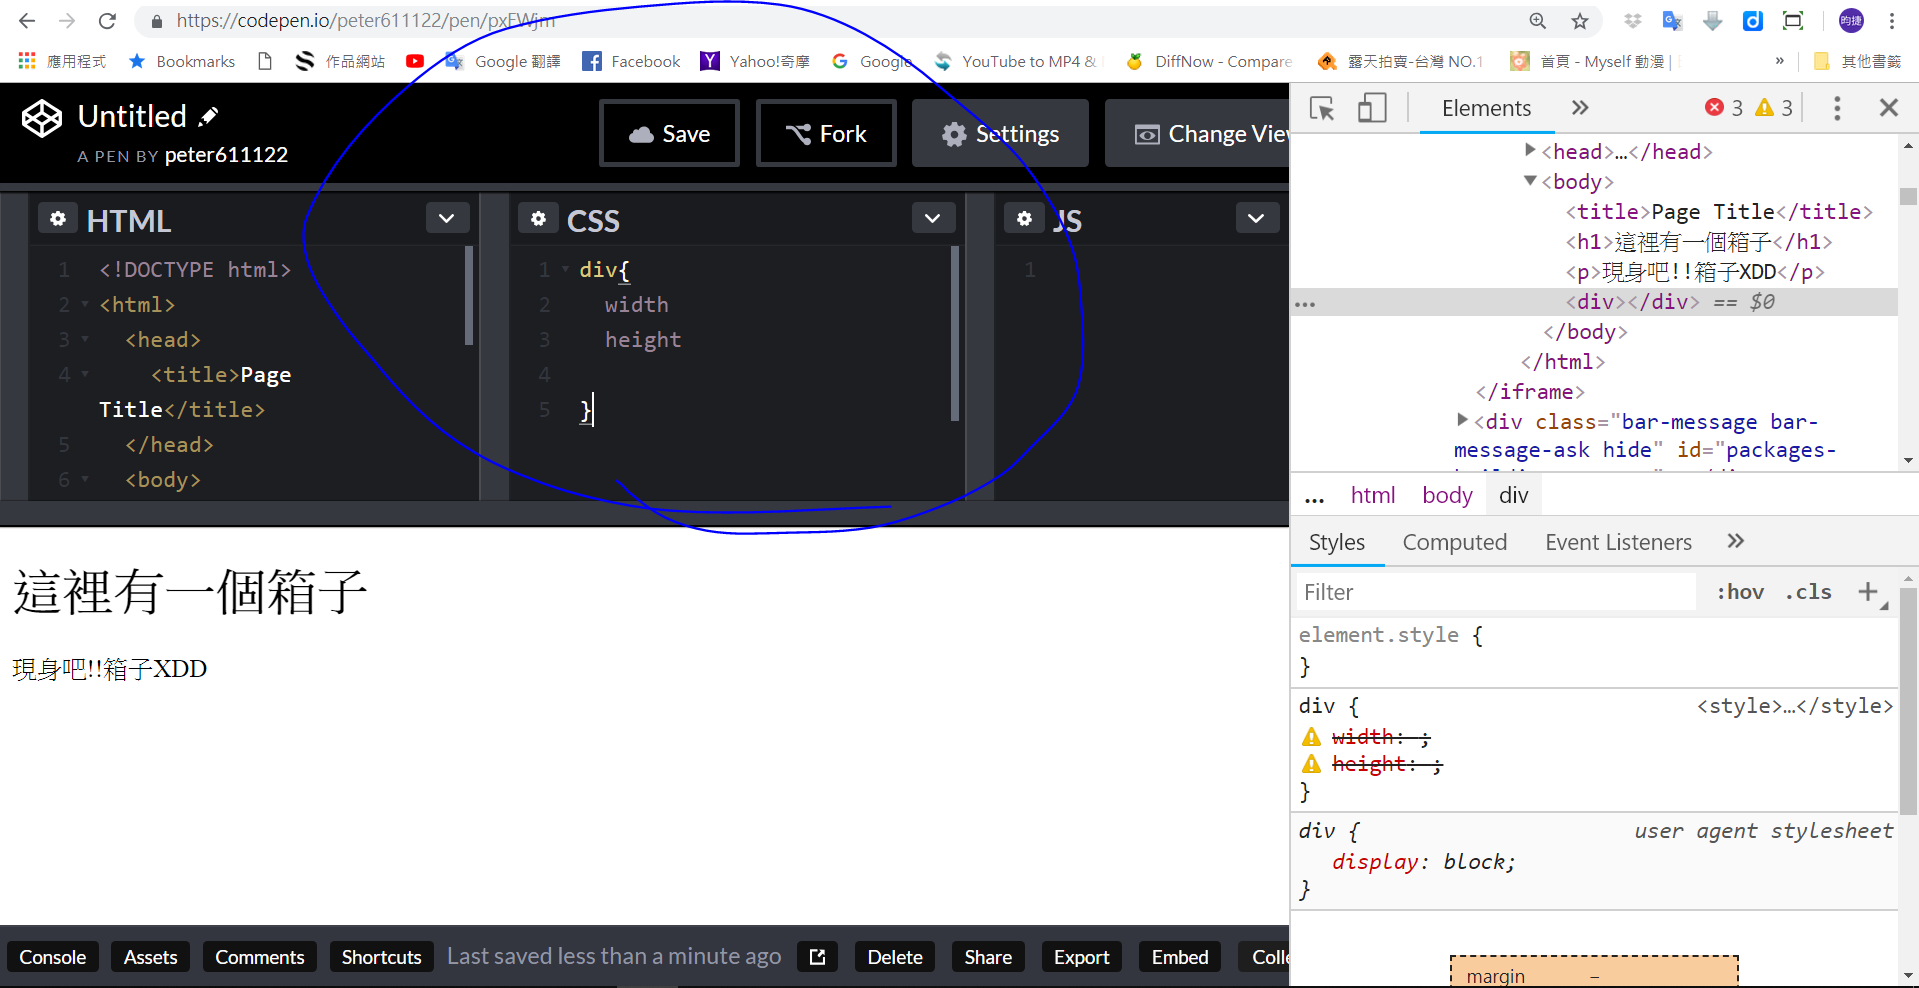 https://codepen.io/peter611122/pen/pxEWjm
昀捷
應用程式
Bookmarks
作品網站
Google 翻譯
Facebook
Yahoo!奇摩
Google
YouTube to MP4 &
DiffNow - Compare
露天拍賣-台灣 NO.1
首頁 - Myself 動漫 |
»
其他書籤
Untitled
A PEN BY peter611122
Save
Fork
Settings
Change View
HTML
1 <!DOCTYPE html>
2 <html>
3 <head>
4 <title>Page
Title</title>
5 </head>
6 <body>
CSS
1 div{
2 width
3 height
4
5 }
JS
1
這裡有一個箱子
現身吧!!箱子XDD
Console
Assets
Comments
Shortcuts
Last saved less than a minute ago
Delete
Share
Export
Embed
Colle
Elements
»
3
3
<head>…</head>
<body>
<title>Page Title</title>
<h1>這裡有一個箱子</h1>
<p>現身吧!!箱子XDD</p>
... <div></div> == $0
</body>
</html>
</iframe>
<div class="bar-message bar-
message-ask hide" id="packages-
... html body div
Styles
Computed
Event Listeners
»
Filter
:hov .cls +
element.style {
}
div { <style>…</style>
width: ;
height: ;
}
div { user agent stylesheet
display: block;
}
margin –